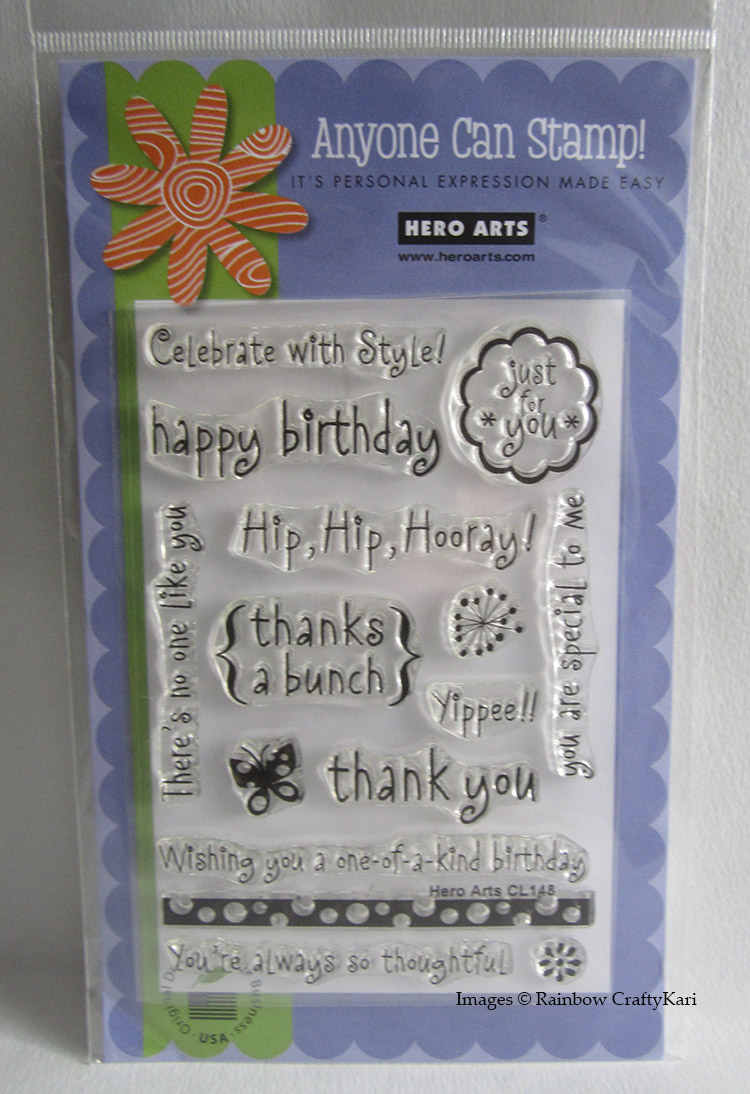 Anyone Can Stamp!
IT'S PERSONAL EXPRESSION MADE EASY
HERO ARTS®
www.heroarts.com
Celebrate with Style!
just
for
*you*
happy birthday
There's no one like you
Hip, Hip, Hooray!
you are special to me
{thanks
a bunch}
Yippee!!
thank you
Wishing you a one-of-a-kind birthday
Hero Arts CL148
You're always so thoughtful
Images © Rainbow CraftyKari
Original D
Business
· USA ·